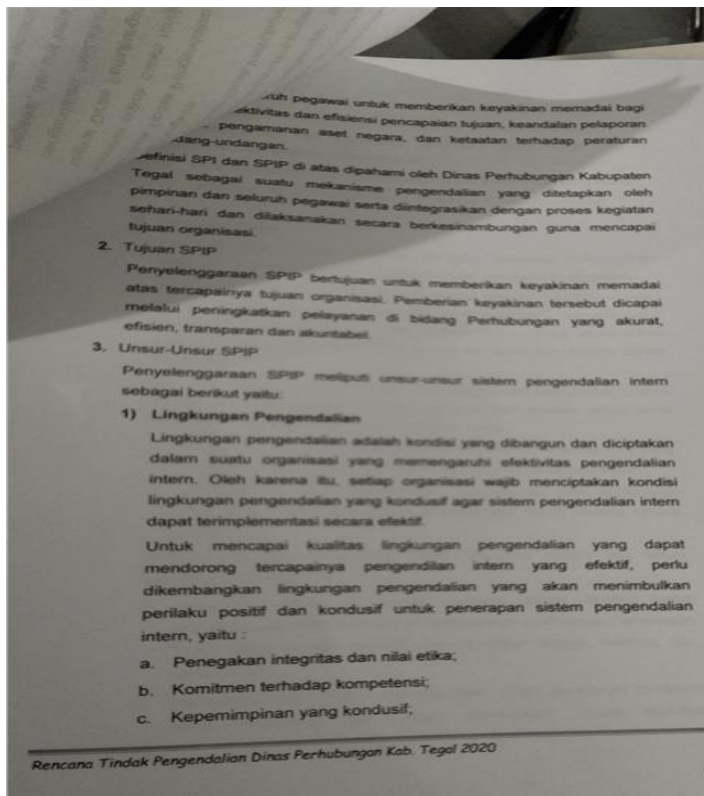 pegawai untuk memberikan keyakinan memadai bagi
dan efisiensi pencapaian tujuan, keandalan pelaporan
pengamanan aset negara, dan ketaatan terhadap peraturan
SPI dan SPIP di atas dipahami oleh Dinas Perhubungan Kabupaten
Tegal sebagai suatu mekanisme pengendalian yang ditetapkan oleh
pimpinan dan seluruh pegawai serta diintegrasikan dengan proses kegiatan
sehari-hari dan dilaksanakan secara berkesinambungan guna mencapai
tujuan organisasi.
2. Tujuan SPIP
Penyelenggaraan SPIP bertujuan untuk memberikan keyakinan memadai
atas tercapainya tujuan organisasi. Pemberian keyakinan tersebut dicapai
melalui peningkatkan pelayanan di bidang Perhubungan yang akurat,
efisien, transparan dan akuntabel.
3. Unsur-Unsur SPIP
Penyelenggaraan SPIP meliputi unsur-unsur sistem pengendalian intern
sebagai berikut yaitu:
1) Lingkungan Pengendalian
Lingkungan pengendalian adalah kondisi yang dibangun dan diciptakan
dalam suatu organisasi yang memengaruhi efektivitas pengendalian
intern. Oleh karena itu, setiap organisasi wajib menciptakan kondisi
lingkungan pengendalian yang kondusif agar sistem pengendalian intern
dapat terimplementasi secara efektif.
Untuk mencapai kualitas lingkungan pengendalian yang dapat
mendorong tercapainya pengendilan intern yang efektif, perlu
dikembangkan lingkungan pengendalian yang akan menimbulkan
perilaku positif dan kondusif untuk penerapan sistem pengendalian
intern, yaitu :
a. Penegakan integritas dan nilai etika;
b. Komitmen terhadap kompetensi;
c. Kepemimpinan yang kondusif;
Rencana Tindak Pengendalian Dinas Perhubungan Kab. Tegal 2020